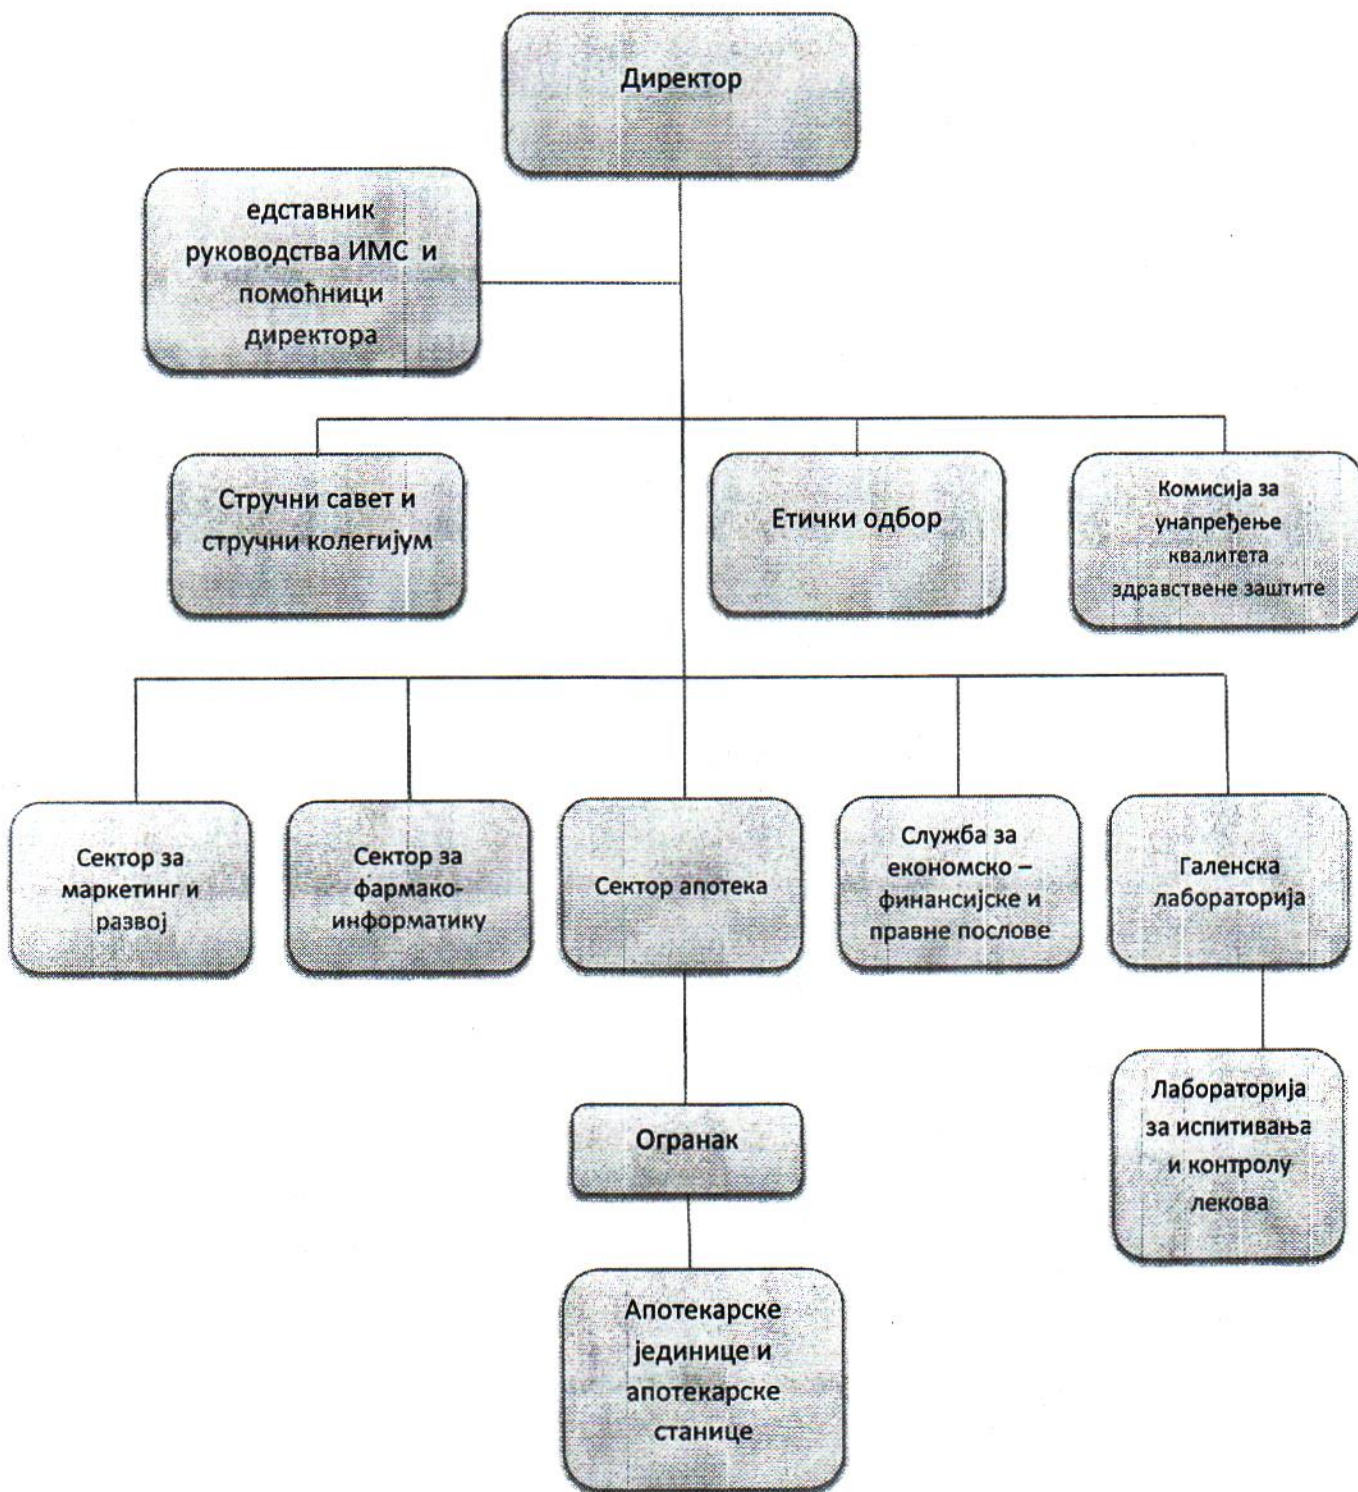 Директор
едставник
руководства ИМС и
помоћници
директора
Стручни савет и
стручни колегијум
Етички одбор
Комисија за
унапређење
квалитета
здравствене заштите
Сектор за
маркетинг и
развој
Сектор за
фармако-
информатику
Сектор апотека
Служба за
економско –
финансијске и
правне послове
Галенска
лабораторија
Огранак
Лабораторија
за испитивања
и контролу
лекова
Апотекарске
јединице и
апотекарске
станице